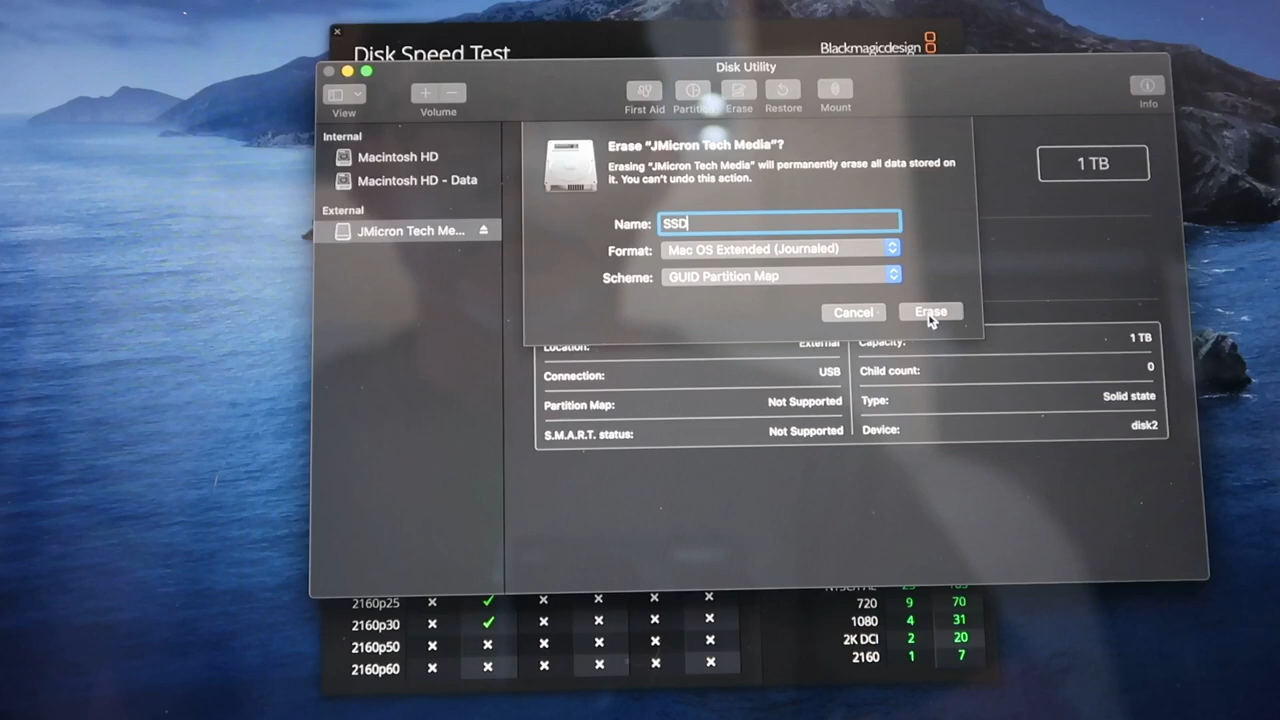 Disk Speed Test
Blackmagicdesign
Disk Utility
View
Volume
First Aid
Partition
Erase
Restore
Mount
Info
Internal
Macintosh HD
Macintosh HD - Data
External
JMicron Tech Me...
Erase “JMicron Tech Media”?
Erasing “JMicron Tech Media” will permanently erase all data stored on
it. You can’t undo this action.
Name: SSD
Format: Mac OS Extended (Journaled)
Scheme: GUID Partition Map
Cancel
Erase
1 TB
Location: External
Connection: USB
Partition Map: Not Supported
S.M.A.R.T. status: Not Supported
Capacity: 1 TB
Child count: 0
Type: Solid state
Device: disk2
2160p25
2160p30
2160p50
2160p60
720 9 70
1080 4 31
2K DCI 2 20
2160 1 7